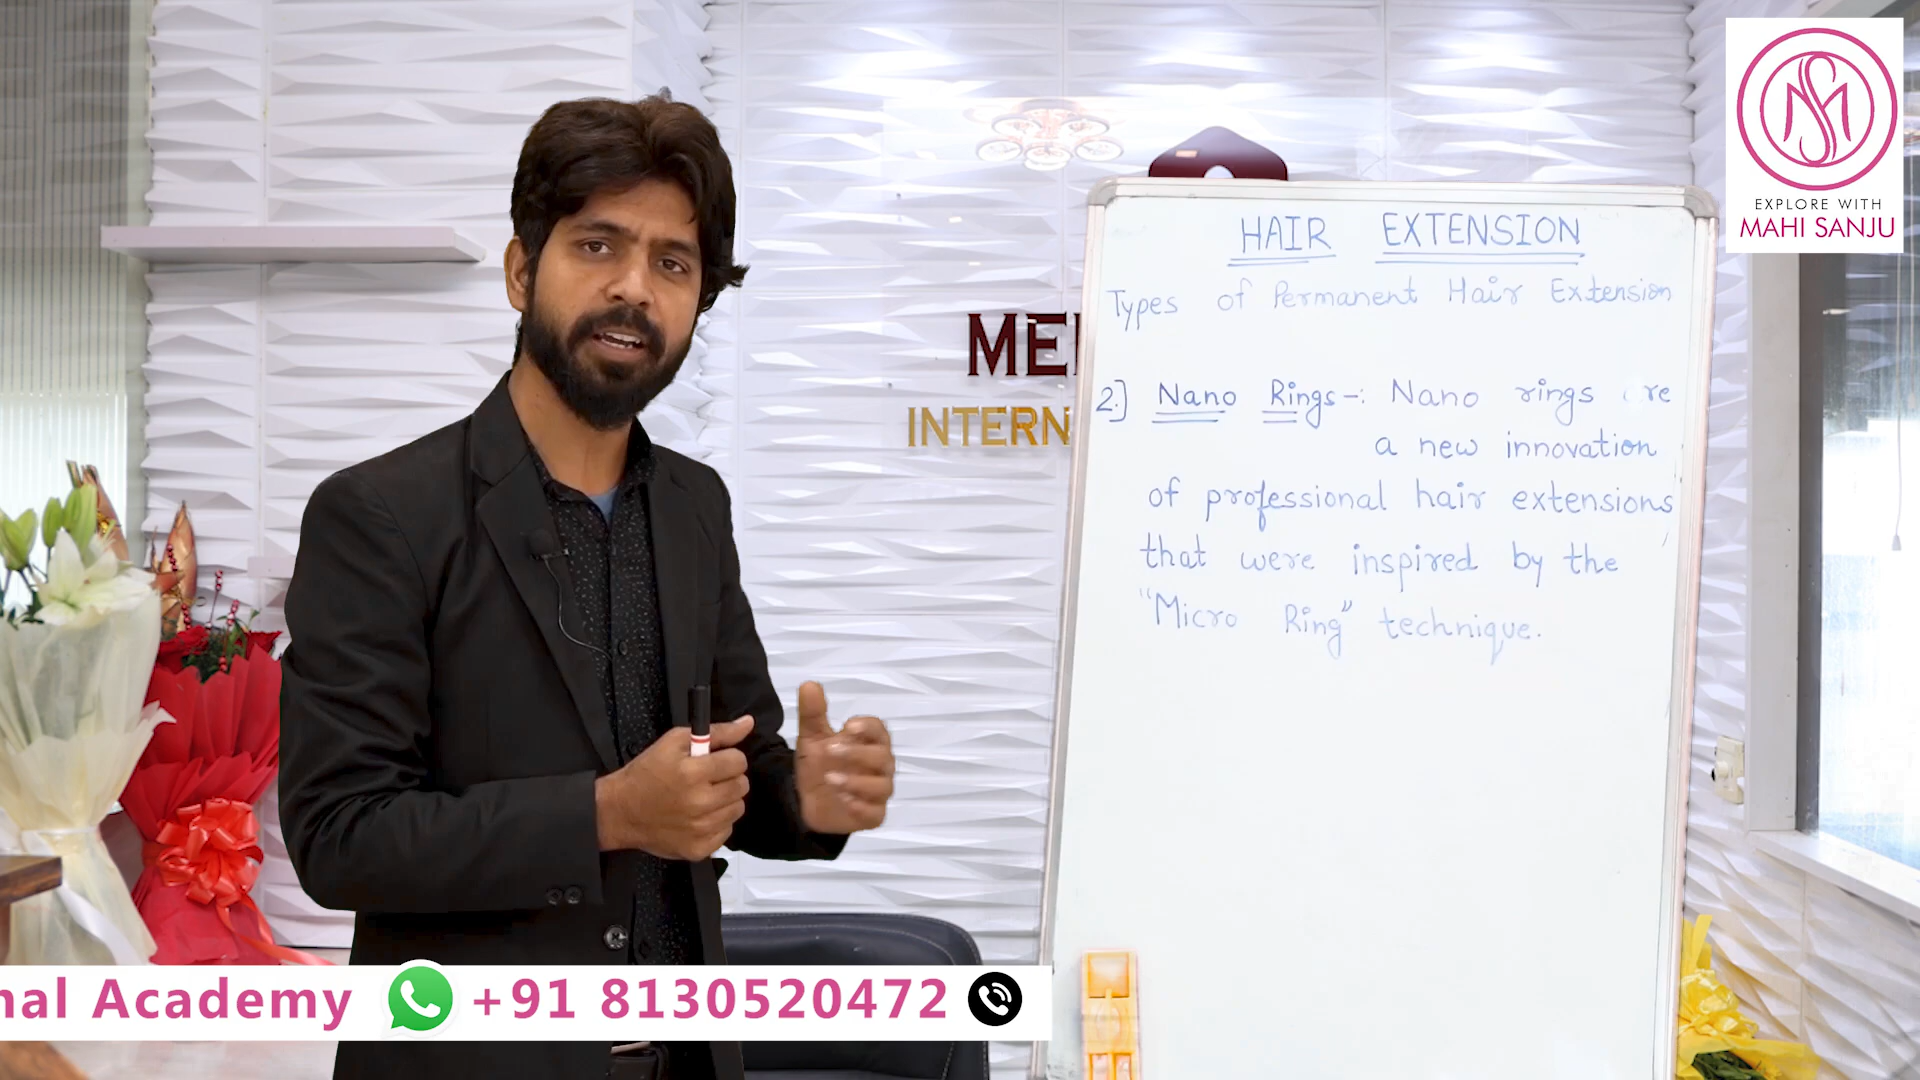 EXPLORE WITH
MAHI SANJU
HAIR EXTENSION
Types of Permanent Hair Extension
2.] Nano Rings-: Nano rings re
a new innovation
of professional hair extensions
that were inspired by the
"Micro Ring" technique.
ME
INTERN
nal Academy +91 8130520472